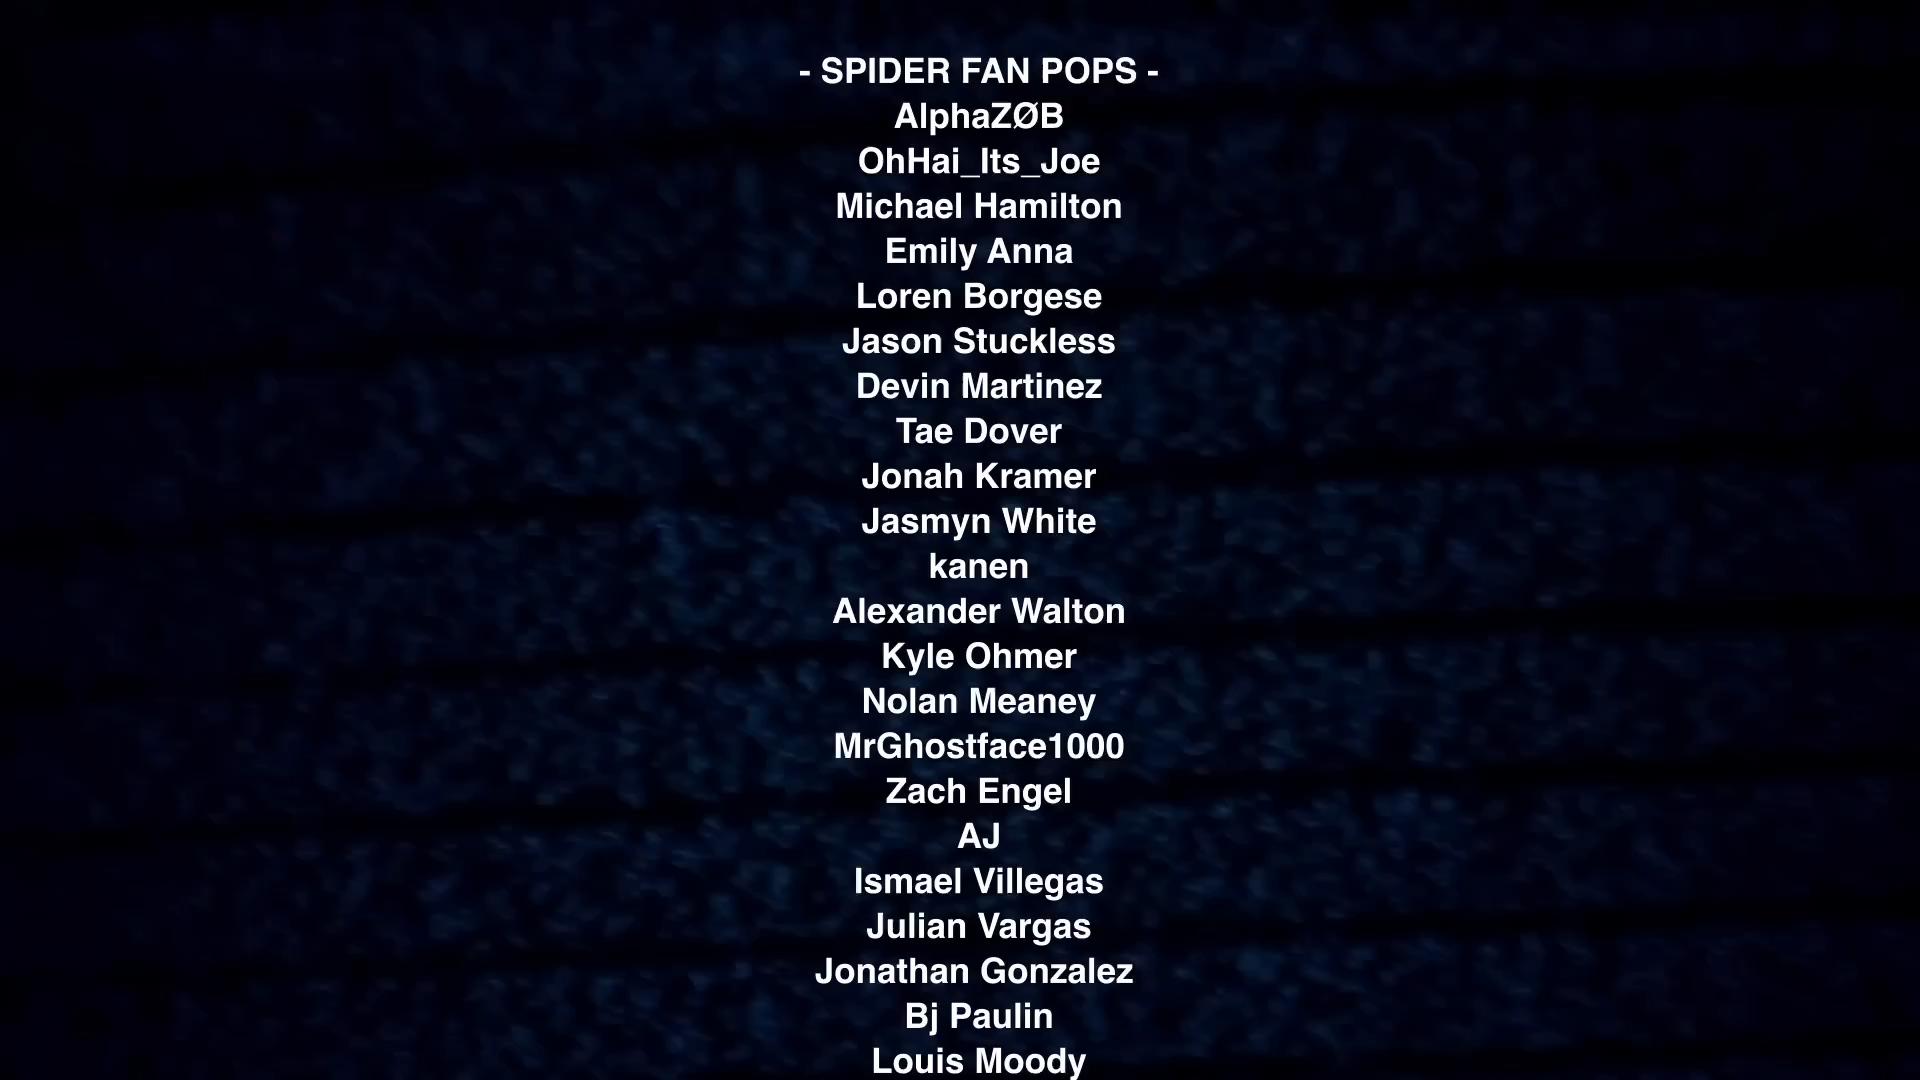 - SPIDER FAN POPS -
AlphaZØB
OhHai_Its_Joe
Michael Hamilton
Emily Anna
Loren Borgese
Jason Stuckless
Devin Martinez
Tae Dover
Jonah Kramer
Jasmyn White
kanen
Alexander Walton
Kyle Ohmer
Nolan Meaney
MrGhostface1000
Zach Engel
AJ
Ismael Villegas
Julian Vargas
Jonathan Gonzalez
Bj Paulin
Louis Moody